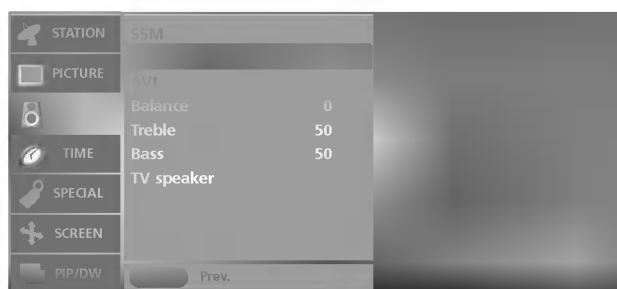 STATION
PICTURE
TIME
SPECIAL
SCREEN
PIP/DW
SSM
AVL
Balance 0
Treble 50
Bass 50
TV speaker
Prev.